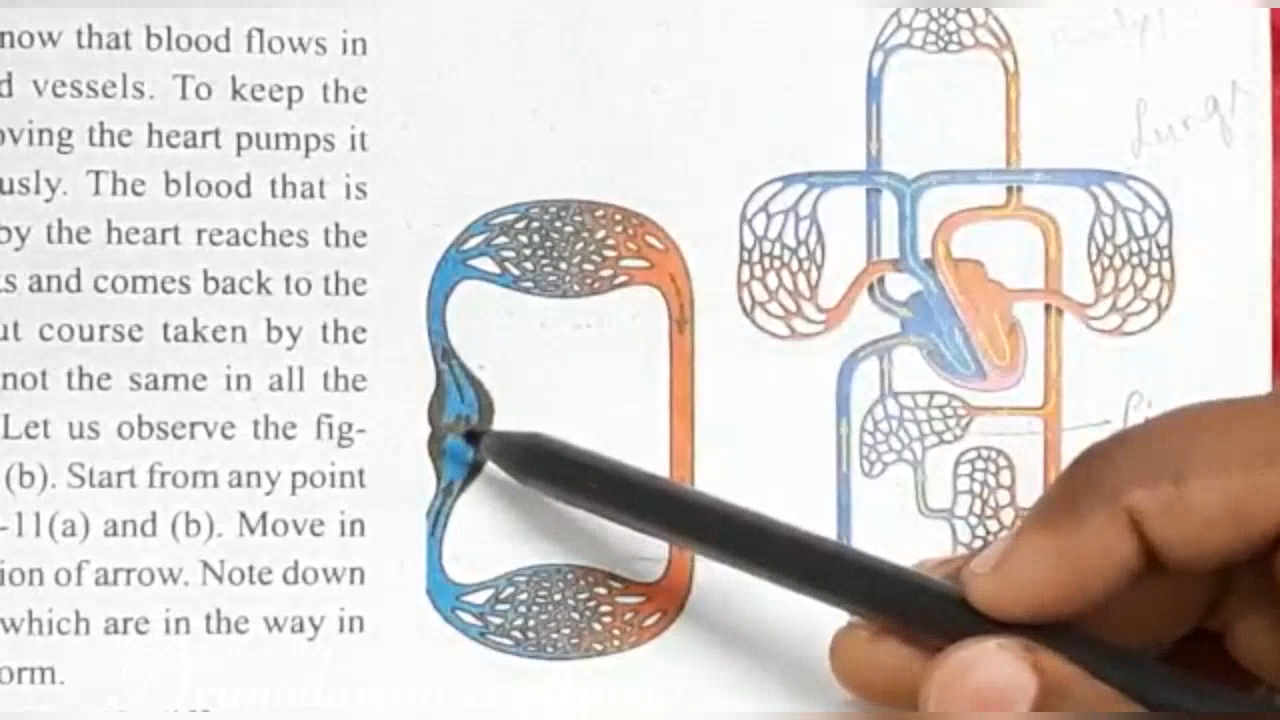 now that blood flows in
d vessels. To keep the
oving the heart pumps it
usly. The blood that is
by the heart reaches the
s and comes back to the
ut course taken by the
not the same in all the
Let us observe the fig-
(b). Start from any point
-11(a) and (b). Move in
ion of arrow. Note down
which are in the way in
orm.
Body
Lungs